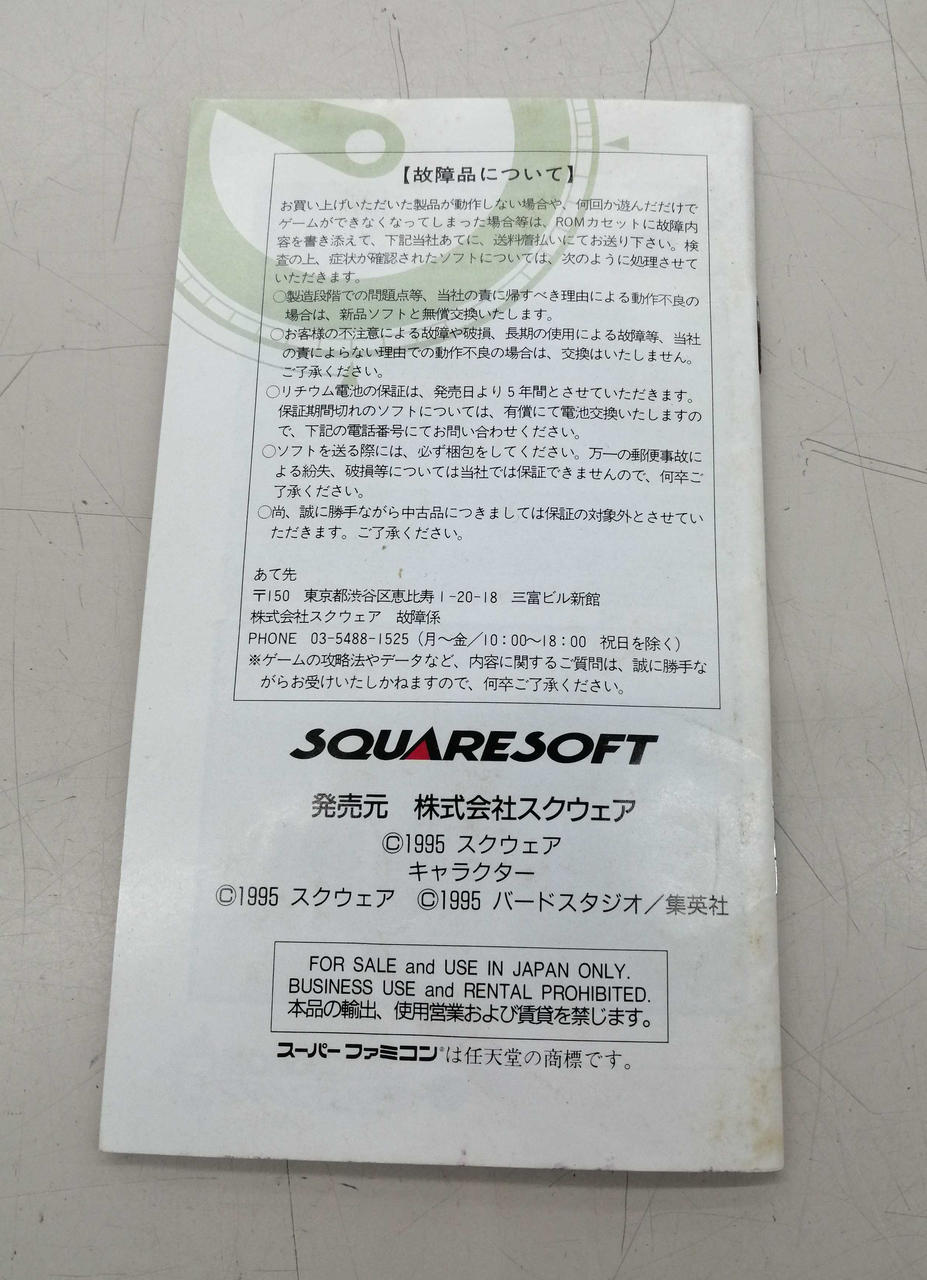 【故障品について】
お買い上げいただいた製品が動作しない場合や、何回か遊んだだけで
ゲームができなくなってしまった場合等は、ROMカセットに故障内
容を書き添えて、下記当社あてに、送料着払いにてお送り下さい。検
査の上、症状が確認されたソフトについては、次のように処理させて
いただきます。
○製造段階での問題点等、当社の責に帰すべき理由による動作不良の
場合は、新品ソフトと無償交換いたします。
○お客様の不注意による故障や破損、長期の使用による故障等、当社
の責によらない理由での動作不良の場合は、交換はいたしません。
ご了承ください。
○リチウム電池の保証は、発売日より5年間とさせていただきます。
保証期間切れのソフトについては、有償にて電池交換いたしますの
で、下記の電話番号にてお問い合わせください。
○ソフトを送る際には、必ず梱包をしてください。万一の郵便事故に
よる紛失、破損等については当社では保証できませんので、何卒ご
了承ください。
○尚、誠に勝手ながら中古品につきましては保証の対象外とさせてい
ただきます。ご了承ください。
あて先
〒150 東京都渋谷区恵比寿1-20-18 三富ビル新館
株式会社スクウェア 故障係
PHONE 03-5488-1525（月〜金／10：00〜18：00 祝日を除く）
※ゲームの攻略法やデータなど、内容に関するご質問は、誠に勝手な
がらお受けいたしかねますので、何卒ご了承ください。
SQUARESOFT
発売元 株式会社スクウェア
©1995 スクウェア
キャラクター
©1995 スクウェア ©1995 バードスタジオ／集英社
FOR SALE and USE IN JAPAN ONLY.
BUSINESS USE and RENTAL PROHIBITED.
本品の輸出、使用営業および賃貸を禁じます。
スーパーファミコン®は任天堂の商標です。